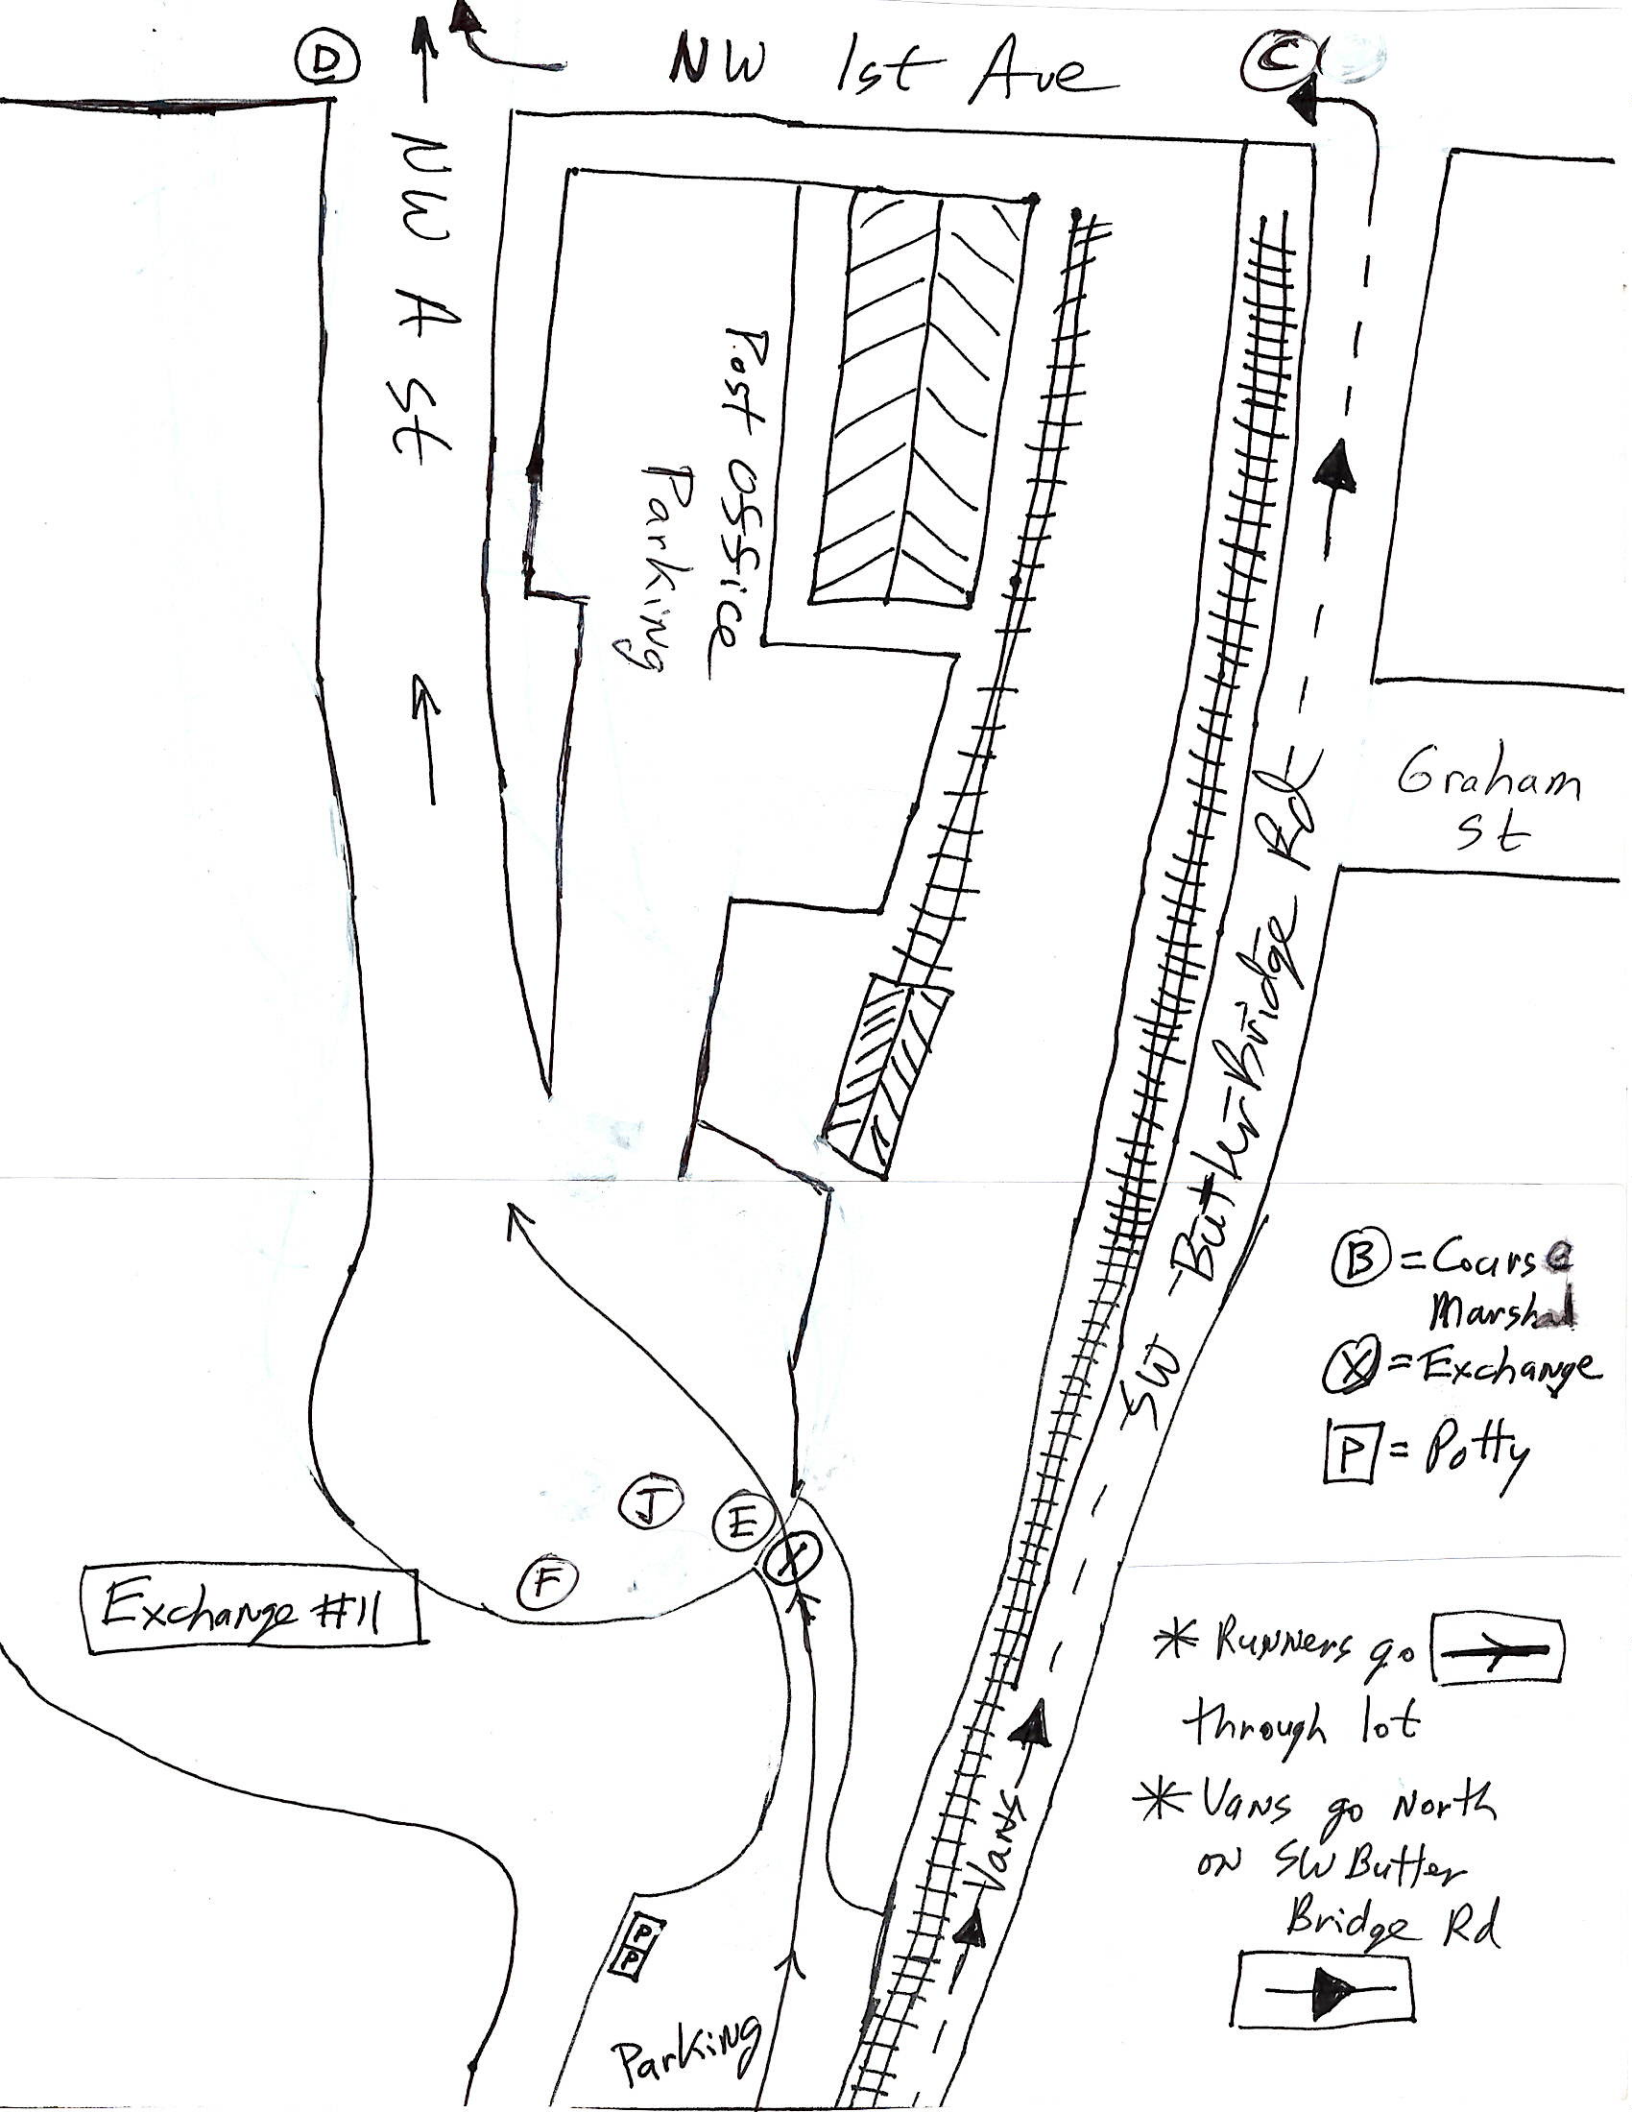 D
NW 1st Ave
C
NW A St
Post Office
Parking
Graham
St
SW Butler Bridge Rd
B = Course
Marshal
X = Exchange
P = Potty
J
E
X
F
Exchange #11
* Runners go
through lot
* Vans go North
on SW Butter
Bridge Rd
Vans
P
P
Parking